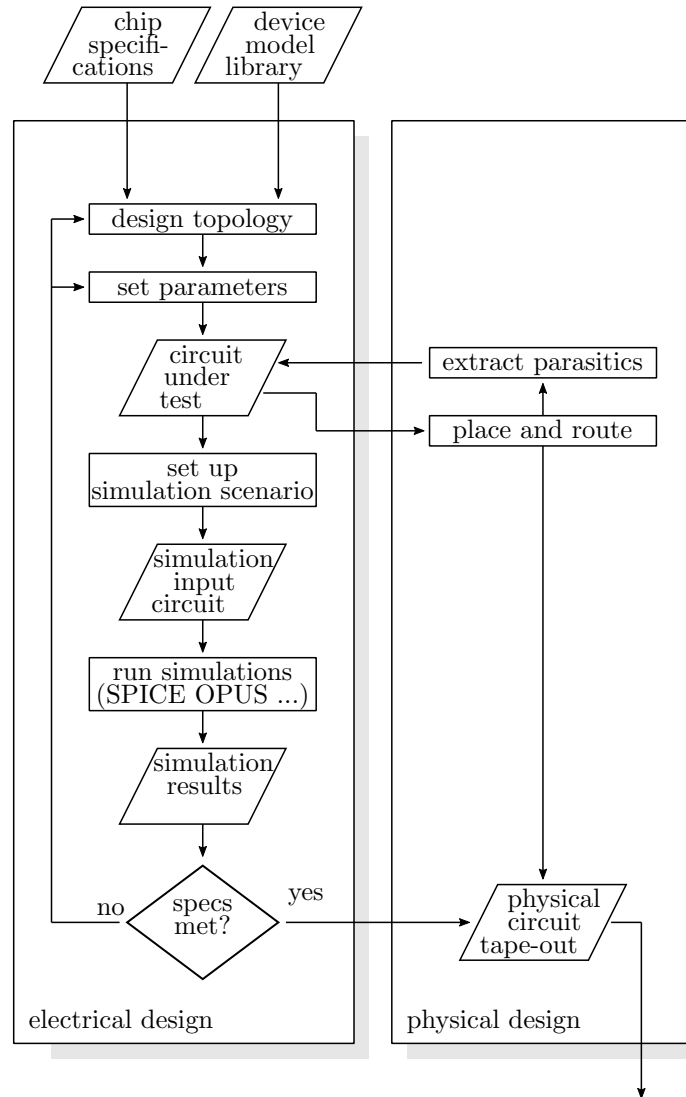 chip
specifi-
cations
device
model
library
design topology
set parameters
circuit
under
test
extract parasitics
place and route
set up
simulation scenario
simulation
input
circuit
run simulations
(SPICE OPUS ...)
simulation
results
no
specs
met?
yes
physical
circuit
tape-out
electrical design
physical design